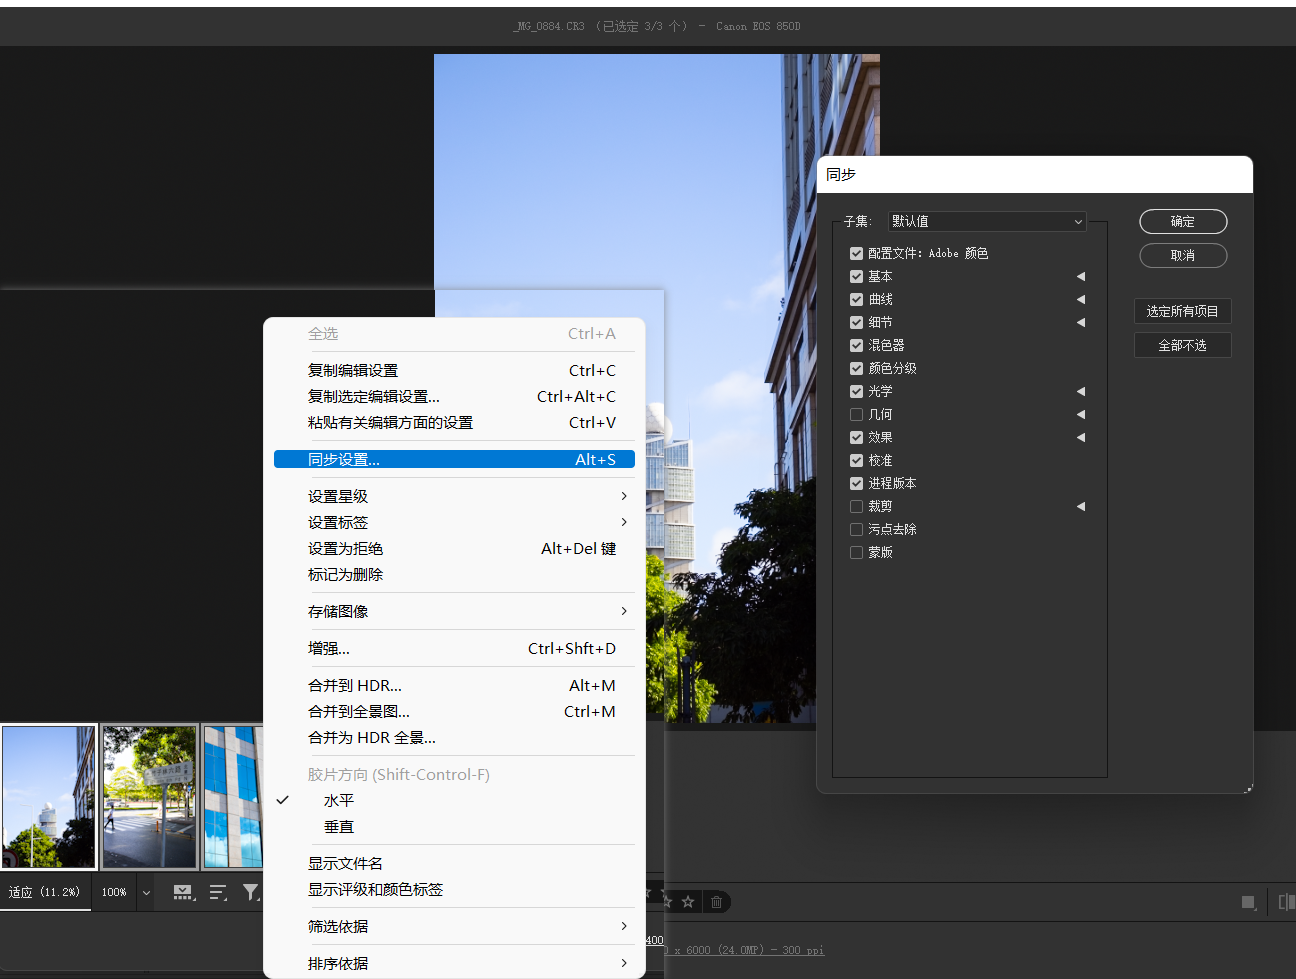 _MG_0884.CR3 （已选定 3/3 个） - Canon EOS 850D
同步
子集: 默认值
确定
取消
选定所有项目
全部不选
配置文件: Adobe 颜色
基本
曲线
细节
混色器
颜色分级
光学
几何
效果
校准
进程版本
裁剪
污点去除
蒙版
全选 Ctrl+A
复制编辑设置 Ctrl+C
复制选定编辑设置... Ctrl+Alt+C
粘贴有关编辑方面的设置 Ctrl+V
同步设置... Alt+S
设置星级
设置标签
设置为拒绝 Alt+Del 键
标记为删除
存储图像
增强... Ctrl+Shft+D
合并到 HDR... Alt+M
合并到全景图... Ctrl+M
合并为 HDR 全景...
胶片方向 (Shift-Control-F)
水平
垂直
显示文件名
显示评级和颜色标签
筛选依据
排序依据
适应 (11.2%) 100%
400
x 6000 (24.0MP) - 300 ppi